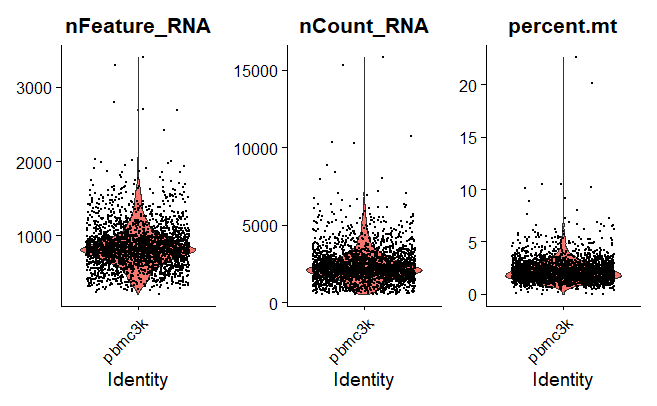 nFeature_RNA
3000
2000
1000
pbmc3k
Identity
nCount_RNA
15000
10000
5000
0
pbmc3k
Identity
percent.mt
20
15
10
5
0
pbmc3k
Identity